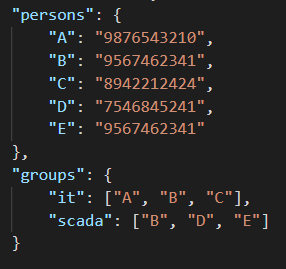 "persons": {
"A": "9876543210",
"B": "9567462341",
"C": "8942212424",
"D": "7546845241",
"E": "9567462341"
},
"groups": {
"it": ["A", "B", "C"],
"scada": ["B", "D", "E"]
}